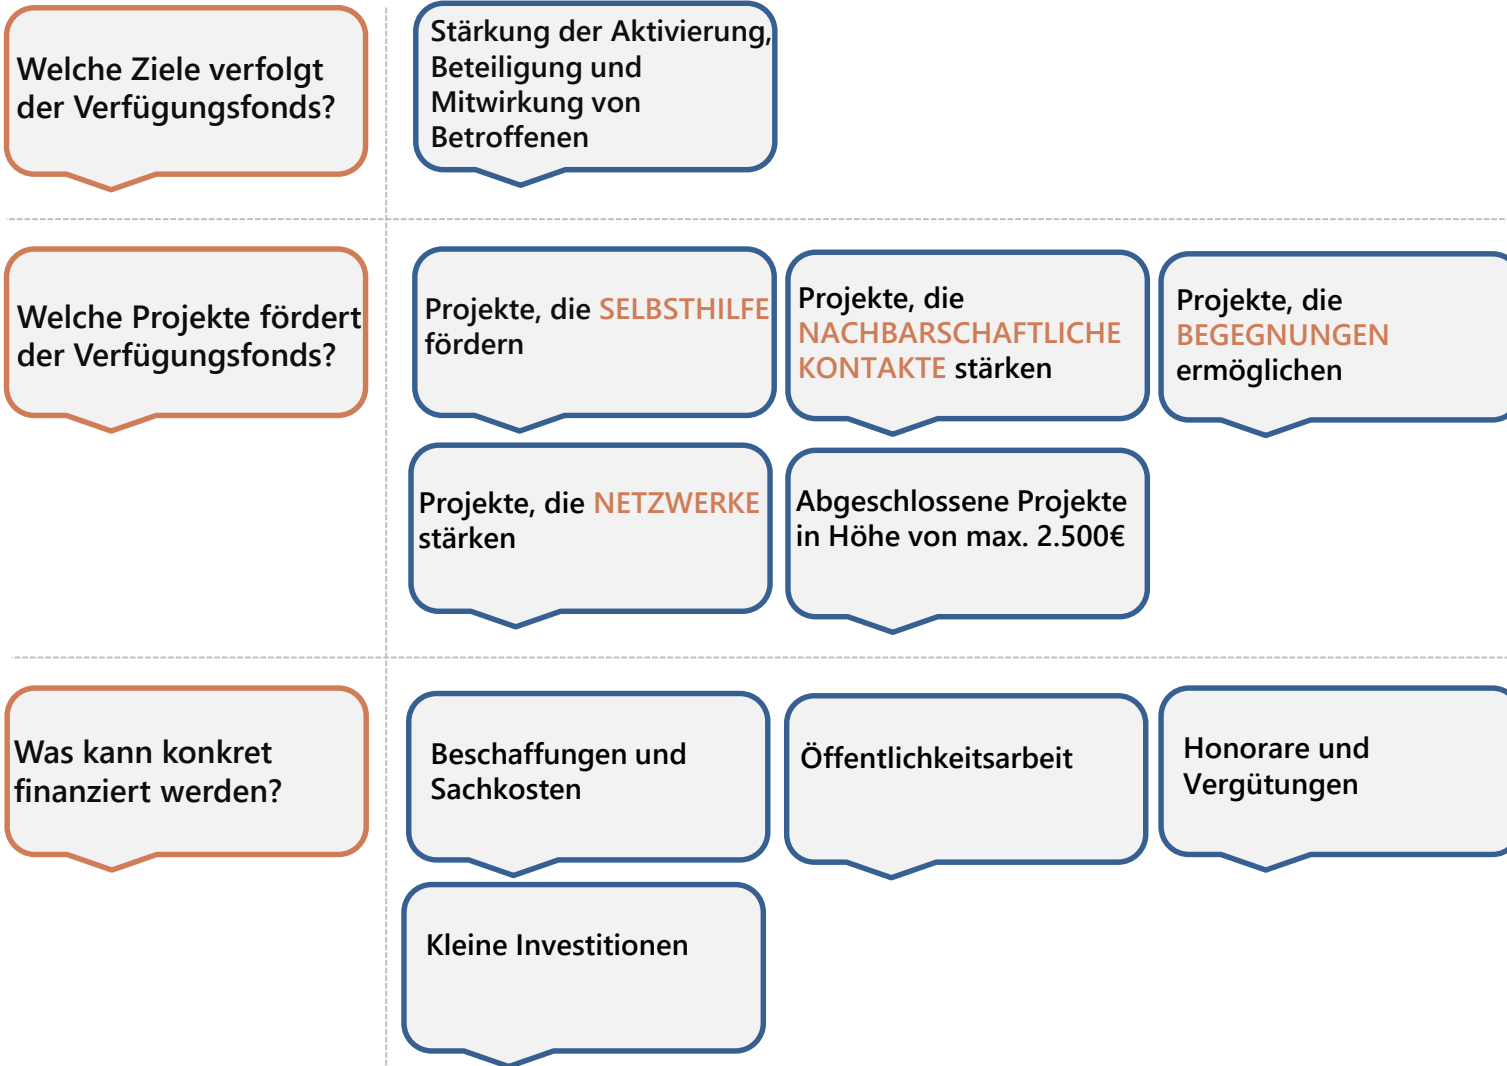 Welche Ziele verfolgt
der Verfügungsfonds?
Stärkung der Aktivierung,
Beteiligung und
Mitwirkung von
Betroffenen
Welche Projekte fördert
der Verfügungsfonds?
Projekte, die SELBSTHILFE
fördern
Projekte, die
NACHBARSCHAFTLICHE
KONTAKTE stärken
Projekte, die
BEGEGNUNGEN
ermöglichen
Projekte, die NETZWERKE
stärken
Abgeschlossene Projekte
in Höhe von max. 2.500€
Was kann konkret
finanziert werden?
Beschaffungen und
Sachkosten
Öffentlichkeitsarbeit
Honorare und
Vergütungen
Kleine Investitionen